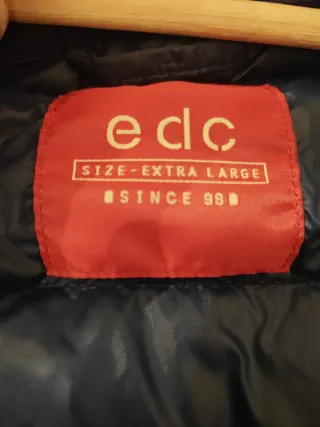 edc
SIZE-EXTRA LARGE
SINCE 98